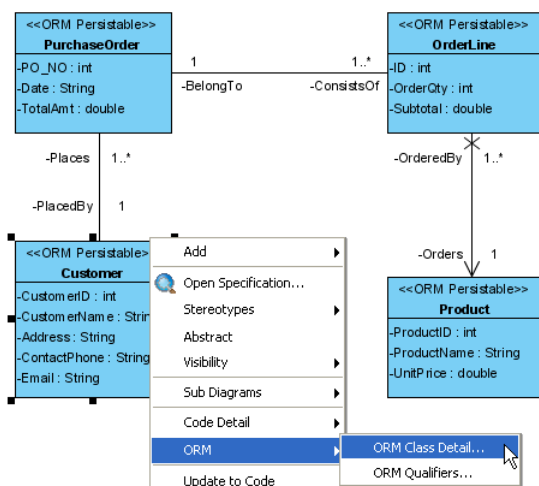 <<ORM Persistable>>
PurchaseOrder
-PO_NO : int
-Date : String
-TotalAmt : double
1
1..*
-BelongTo
-ConsistsOf
<<ORM Persistable>>
OrderLine
-ID : int
-OrderQty : int
-Subtotal : double
-Places
1..*
-PlacedBy
1
-OrderedBy
1..*
-Orders
1
<<ORM Persistable>>
Customer
-CustomerID : int
-CustomerName :
-Address : String
-ContactPhone : String
-Email : String
<<ORM Persistable>>
Product
-ProductID : int
-ProductName : String
-UnitPrice : double
Add
Open Specification...
Stereotypes
Abstract
Visibility
Sub Diagrams
Code Detail
ORM
Update to Code
ORM Class Detail...
ORM Qualifiers...